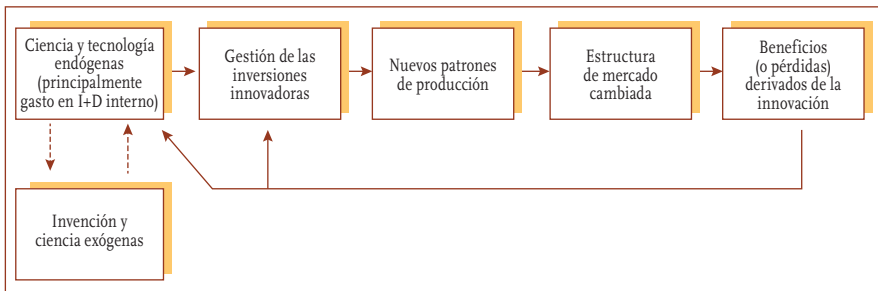 Ciencia y tecnología
endógenas
(principalmente
gasto en I+D interno)
Gestión de las
inversiones
innovadoras
Nuevos patrones
de producción
Estructura
de mercado
cambiada
Beneficios
(o pérdidas)
derivados de la
innovación
Invención y
ciencia exógenas